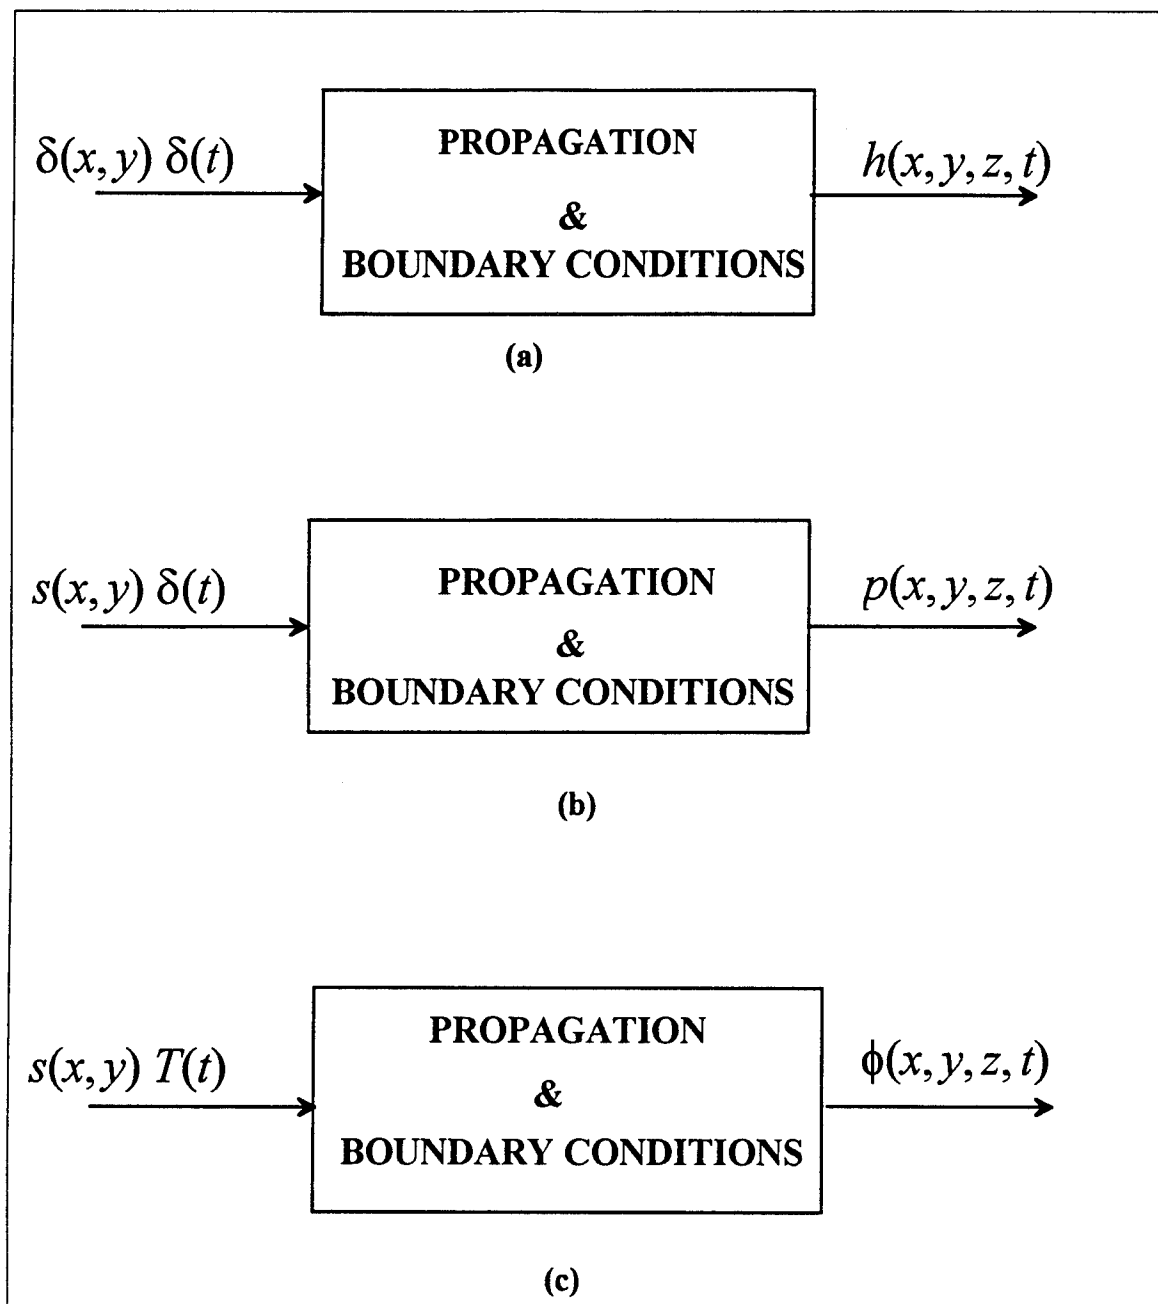 δ(x, y) δ(t)
PROPAGATION
&
BOUNDARY CONDITIONS
h(x, y, z, t)
(a)
s(x, y) δ(t)
PROPAGATION
&
BOUNDARY CONDITIONS
p(x, y, z, t)
(b)
s(x, y) T(t)
PROPAGATION
&
BOUNDARY CONDITIONS
ϕ(x, y, z, t)
(c)